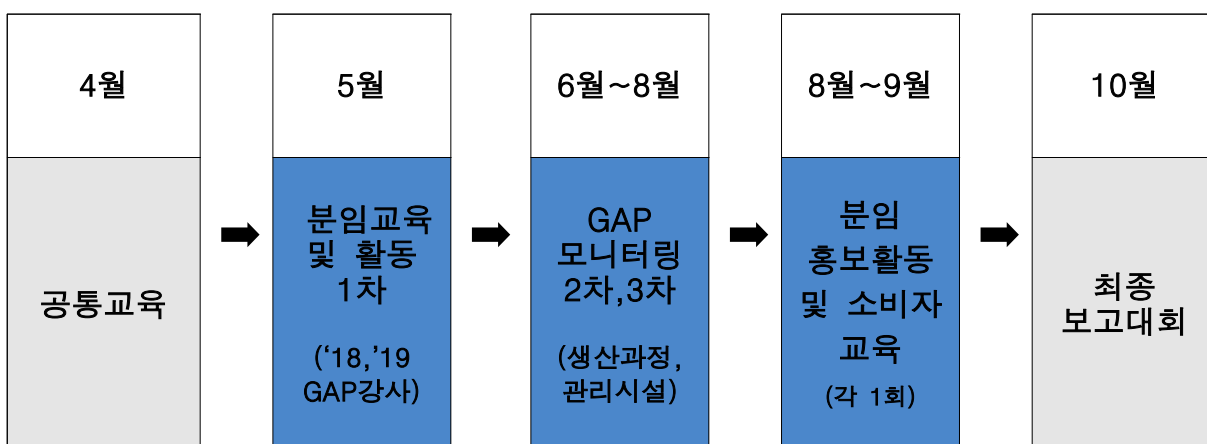 4월
5월
6월~8월
8월~9월
10월
공통교육
분임교육
및 활동
1차
(‘18,’19
GAP강사)
GAP
모니터링
2차,3차
(생산과정,
관리시설)
분임
홍보활동
및 소비자
교육
(각 1회)
최종
보고대회